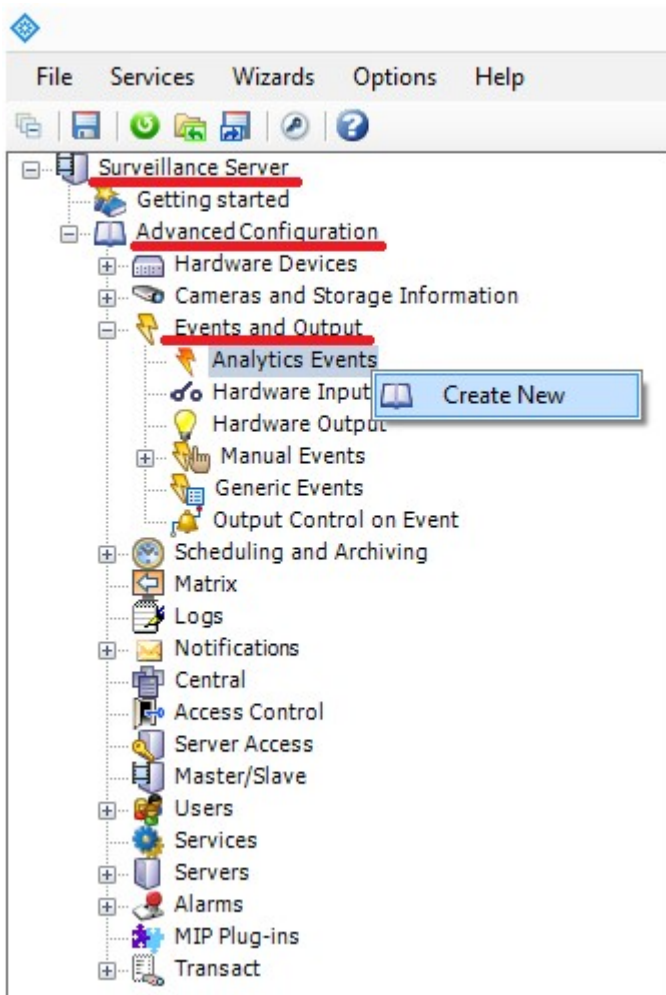 File Services Wizards Options Help
Surveillance Server
Getting started
Advanced Configuration
Hardware Devices
Cameras and Storage Information
Events and Output
Analytics Events
Create New
Hardware Input
Hardware Output
Manual Events
Generic Events
Output Control on Event
Scheduling and Archiving
Matrix
Logs
Notifications
Central
Access Control
Server Access
Master/Slave
Users
Services
Servers
Alarms
MIP Plug-ins
Transact